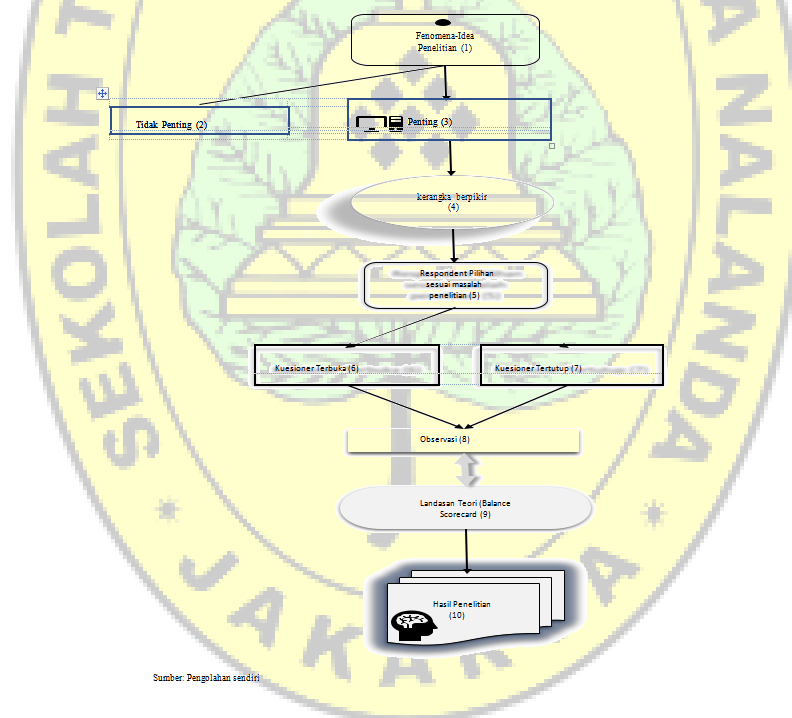 Fenomena-Idea
Penelitian (1)
Tidak Penting (2)
Penting (3)
kerangka berpikir
(4)
Respondent Pilihan
sesuai masalah
penelitian (5)
Kuesioner Terbuka (6)
Kuesioner Tertutup (7)
Observasi (8)
Landasan Teori (Balance
Scorecard (9)
Hasil Penelitian
(10)
Sumber: Pengolahan sendiri
SEKOLAH T
A NALANDA
JAKARTA